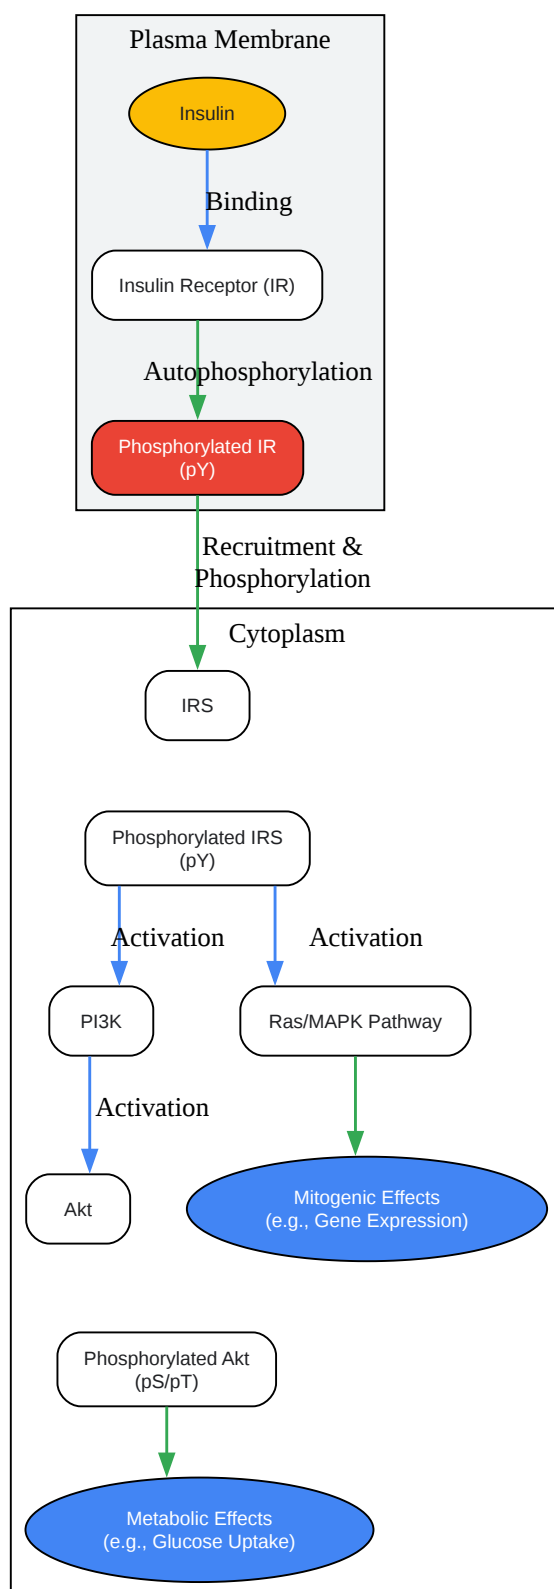 Plasma Membrane
Insulin
Binding
Insulin Receptor (IR)
Autophosphorylation
Phosphorylated IR
(pY)
Recruitment &
Phosphorylation
Cytoplasm
IRS
Phosphorylated IRS
(pY)
Activation
Activation
PI3K
Ras/MAPK Pathway
Activation
Akt
Mitogenic Effects
(e.g., Gene Expression)
Phosphorylated Akt
(pS/pT)
Metabolic Effects
(e.g., Glucose Uptake)